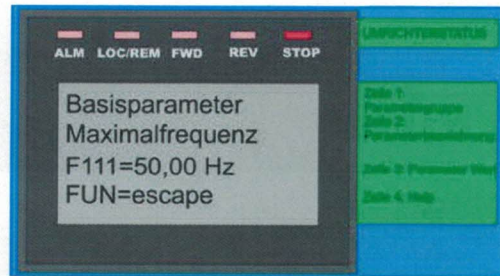 ALM LOC/REM FWD REV STOP
UMRICHTERSTATUS
Basisparameter
Maximalfrequenz
F111=50,00 Hz
FUN=escape
Zeile 1:
Parametergruppe
Zeile 2:
Zeile 3: Parameter Wert
Zeile 4: Help